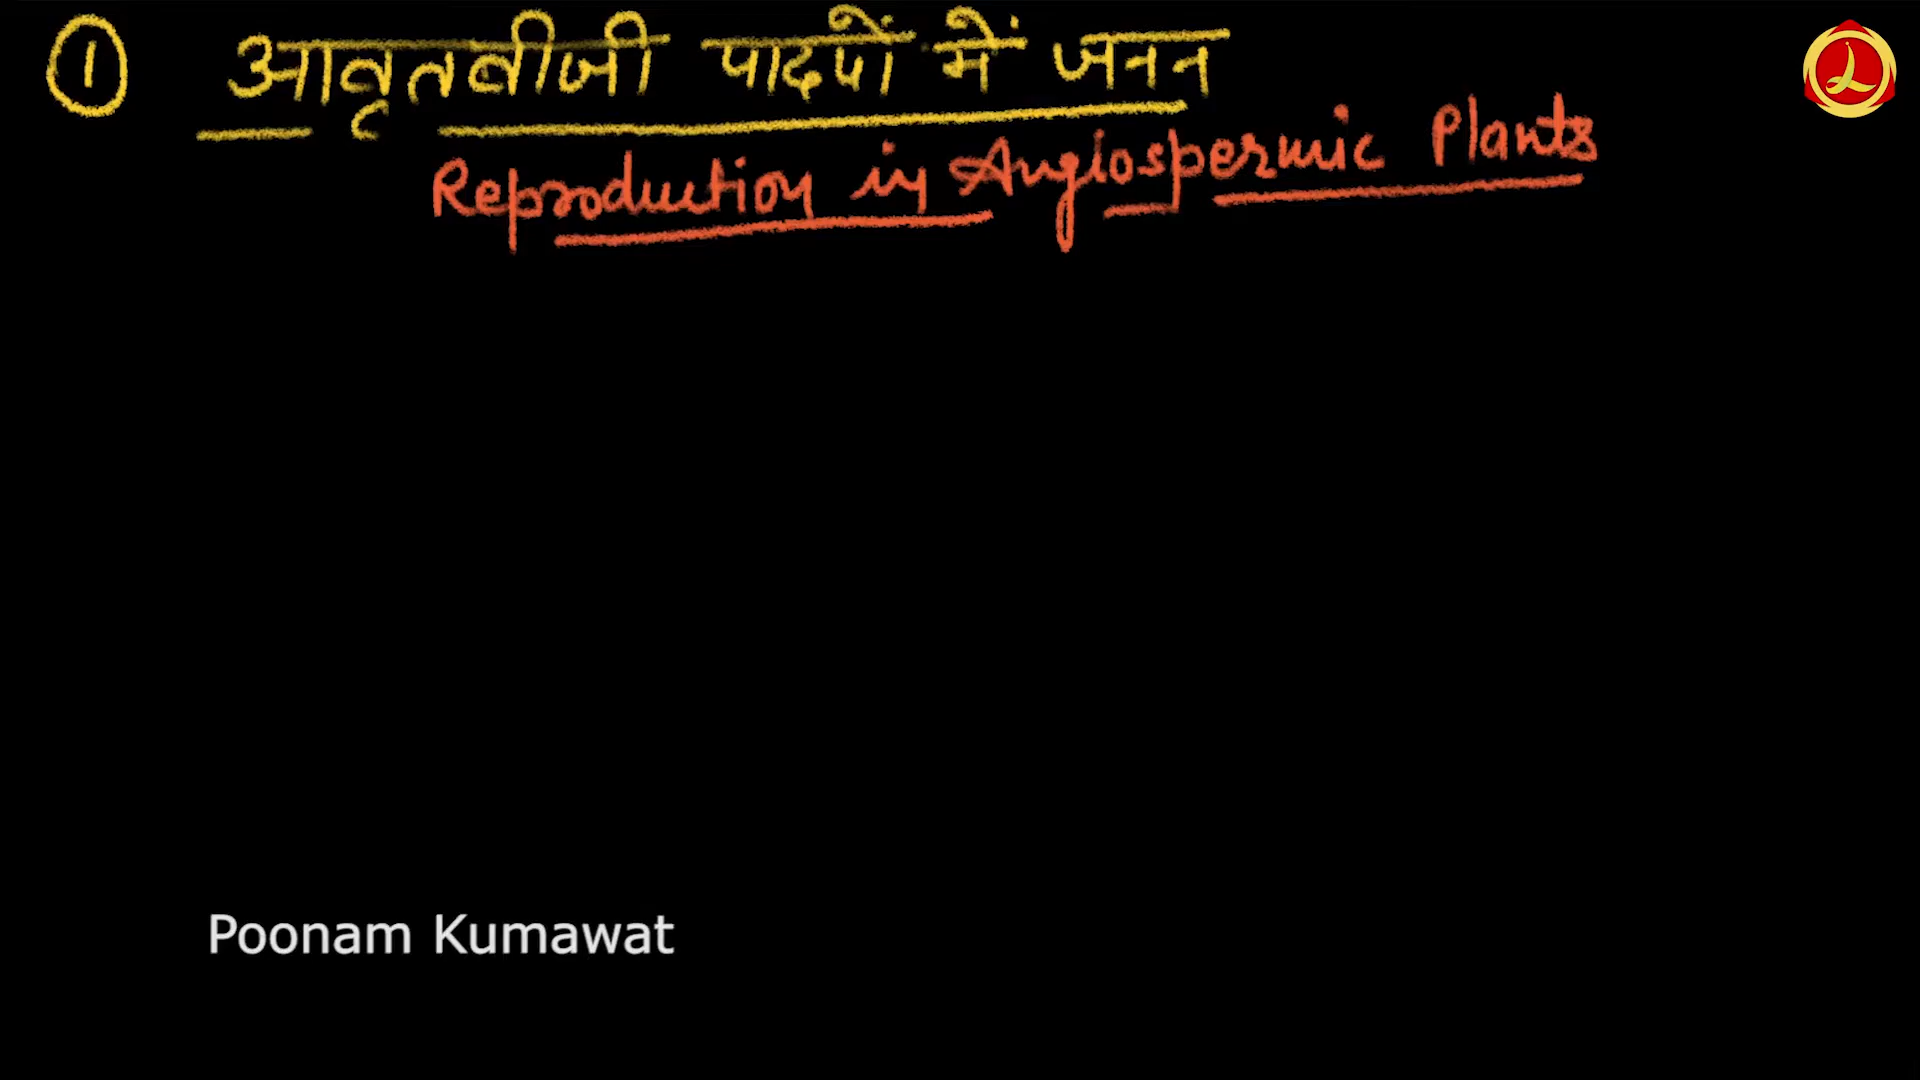 1 आवृतबीजी पादपों में जनन
Reproduction in Angiospermic Plants
Poonam Kumawat